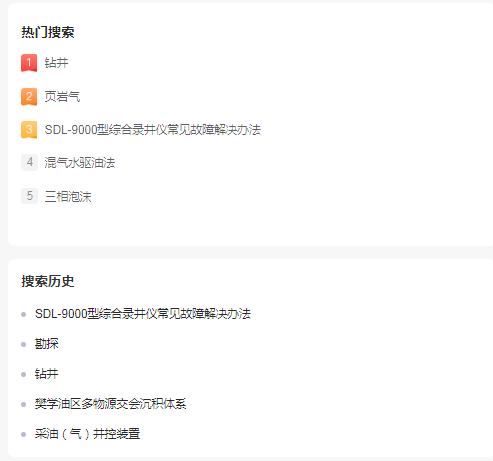 热门搜索
1 钻井
2 页岩气
3 SDL-9000型综合录井仪常见故障解决办法
4 混气水驱油法
5 三相泡沫
搜索历史
SDL-9000型综合录井仪常见故障解决办法
勘探
钻井
樊学油区多物源交会沉积体系
采油（气）井控装置